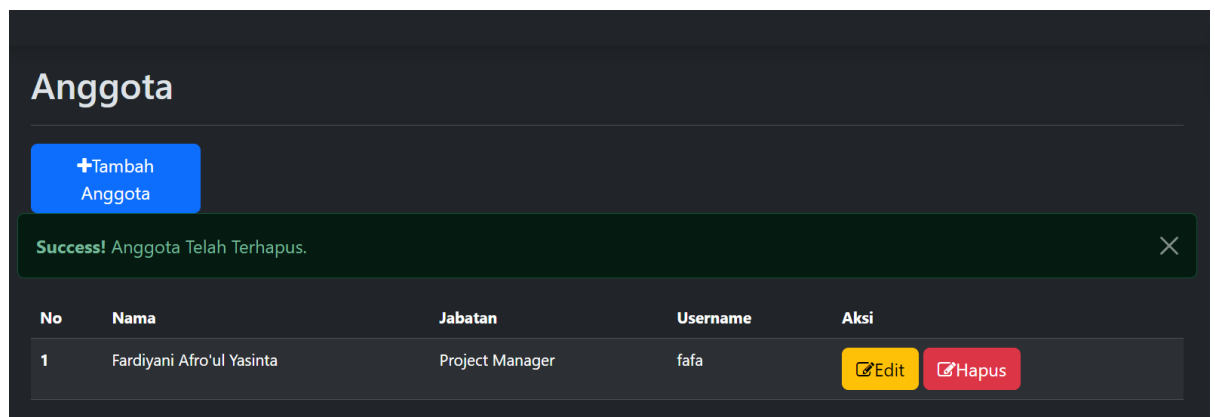 Anggota
Tambah
Anggota
Success! Anggota Telah Terhapus.
No Nama Jabatan Username Aksi
1 Fardiyani Afro'ul Yasinta Project Manager fafa Edit Hapus